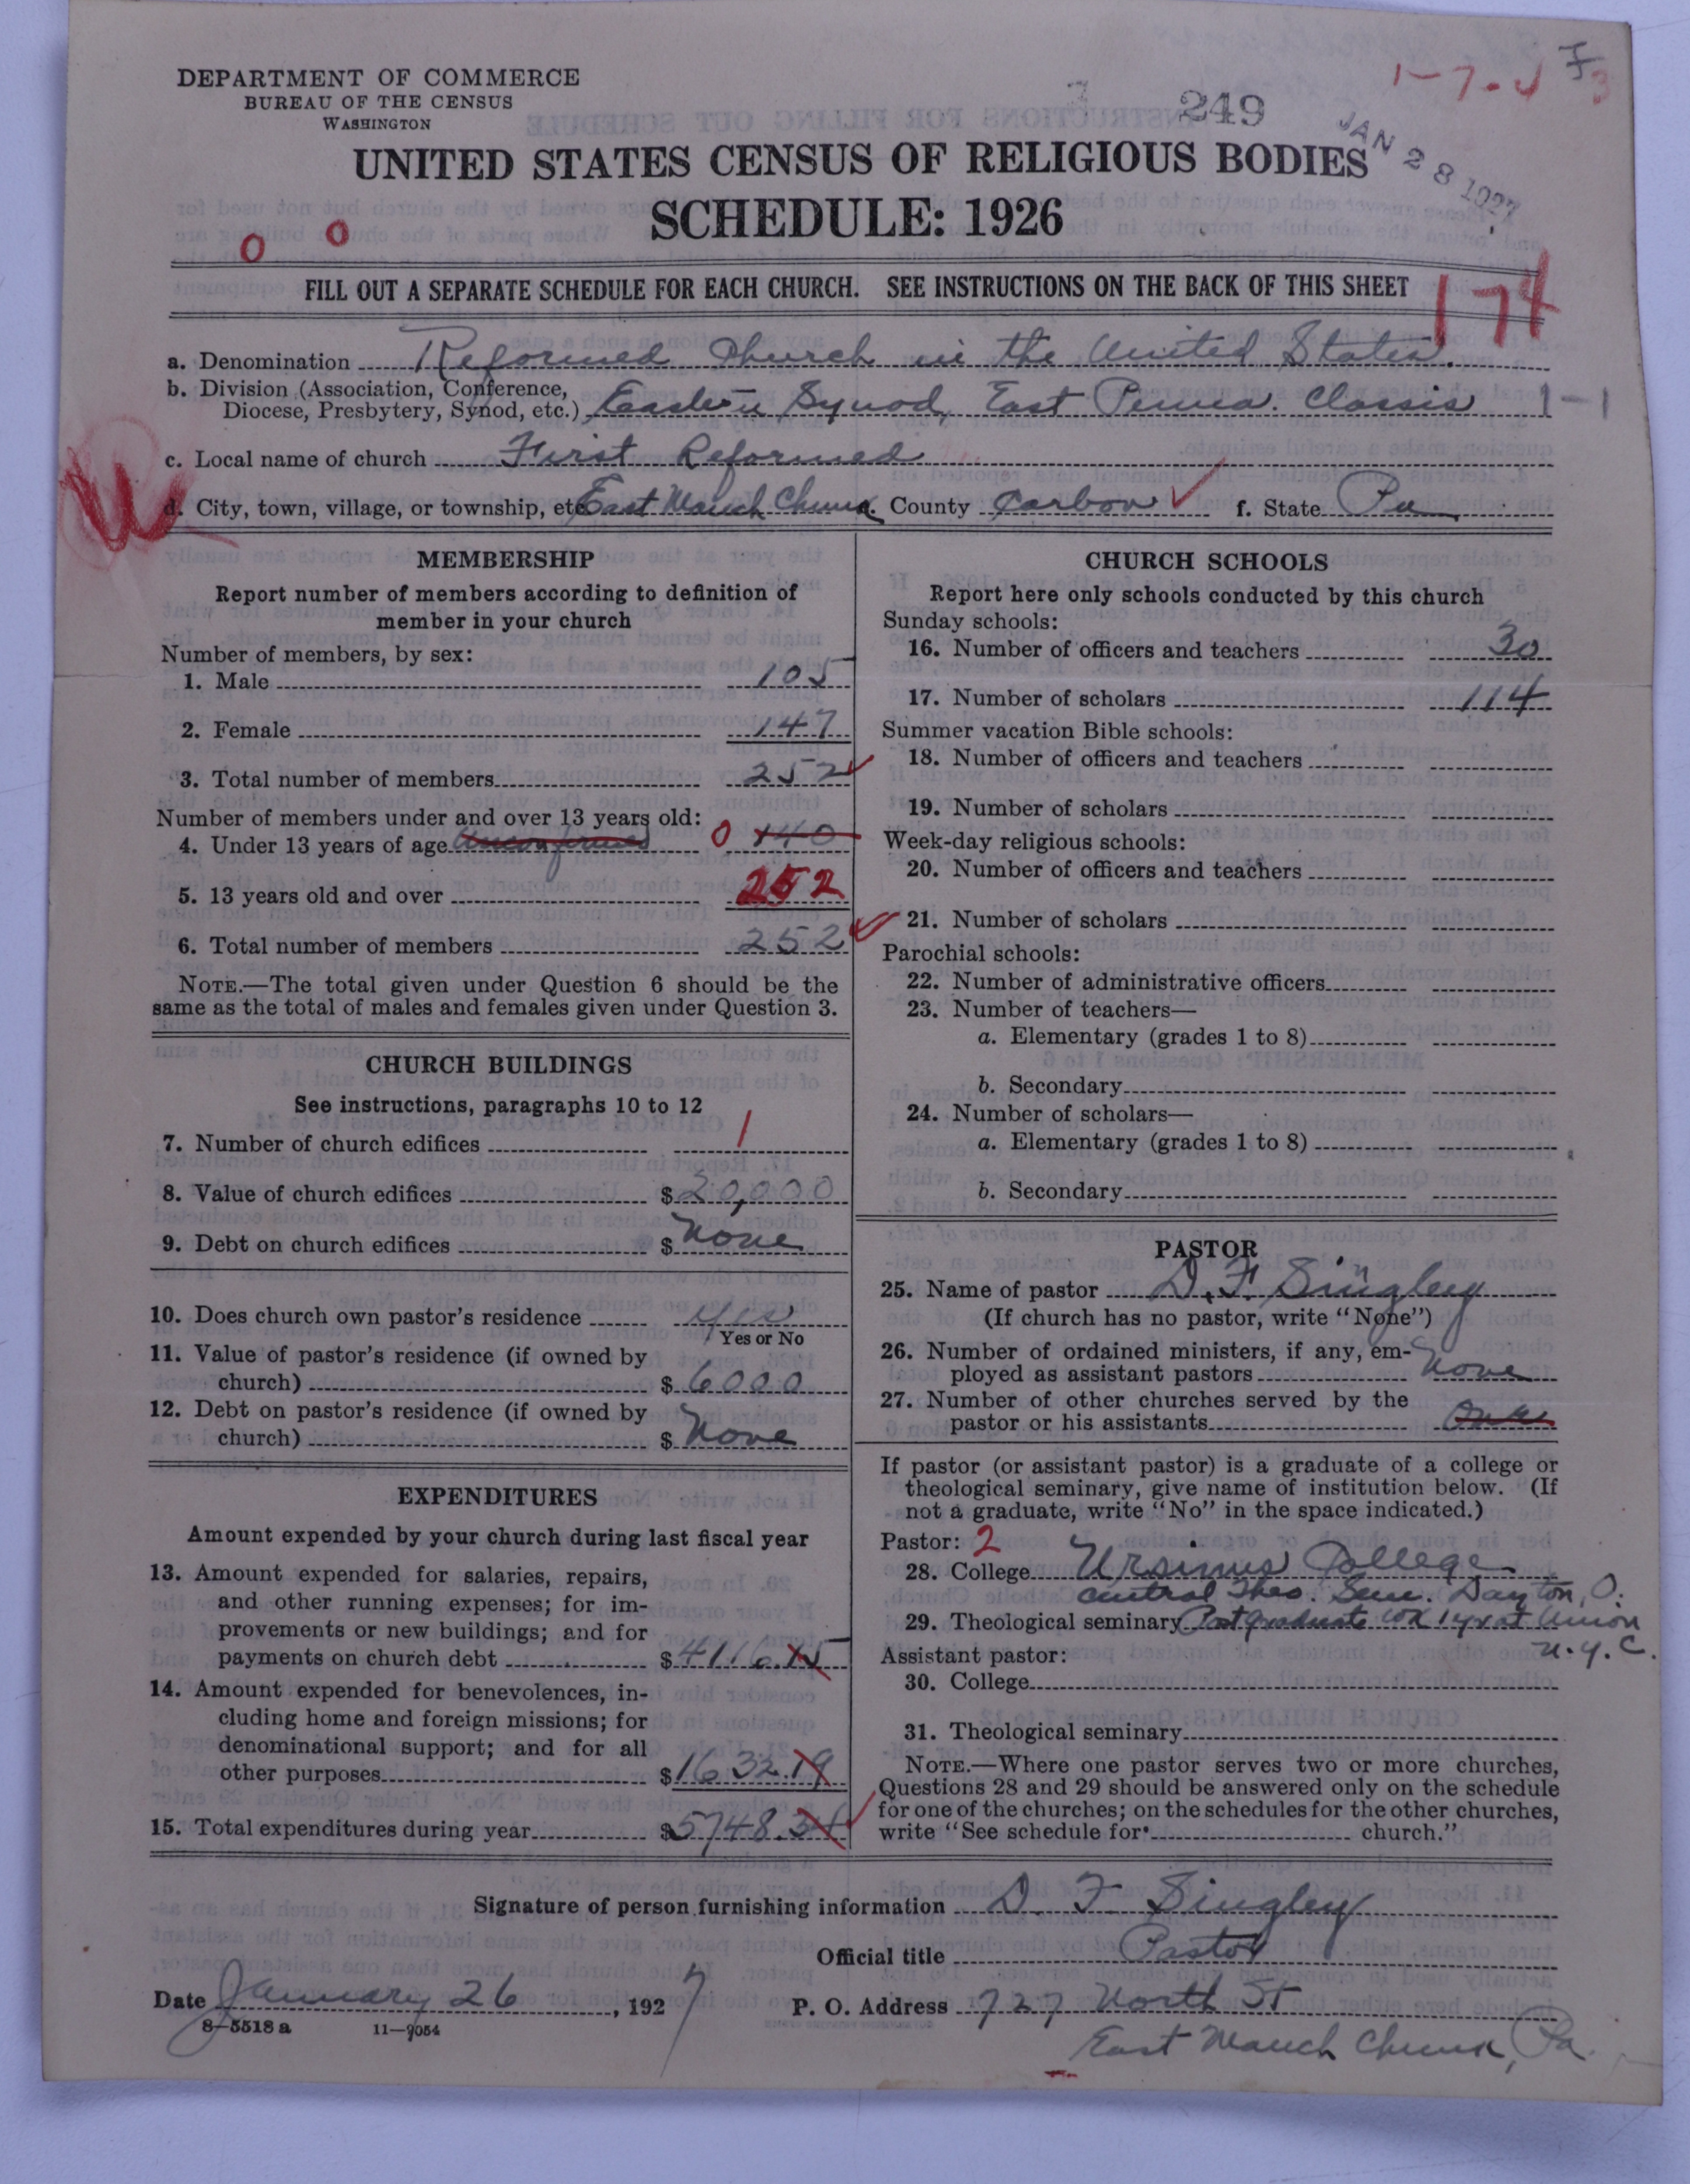 1-7-
F
3
DEPARTMENT OF COMMERCE
BUREAU OF THE CENSUS
WASHINGTON
249
JAN 28 1927
UNITED STATES CENSUS OF RELIGIOUS BODIES
SCHEDULE: 1926
0 0
FILL OUT A SEPARATE SCHEDULE FOR EACH CHURCH. SEE INSTRUCTIONS ON THE BACK OF THIS SHEET
174
a. Denomination Reformed Church in the United States.
b. Division (Association, Conference,
Diocese, Presbytery, Synod, etc.) Eastern Synod, East Penna. Classis 1-1
c. Local name of church First Reformed
d. City, town, village, or township, etc. East Mauch Chunk. County Carbon f. State Pa
MEMBERSHIP
Report number of members according to definition of
member in your church
Number of members, by sex:
1. Male 105
2. Female 147
3. Total number of members 252
Number of members under and over 13 years old:
4. Under 13 years of age unconfirmed 0 140
5. 13 years old and over 252
6. Total number of members 252
NOTE.—The total given under Question 6 should be the
same as the total of males and females given under Question 3.
CHURCH BUILDINGS
See instructions, paragraphs 10 to 12
7. Number of church edifices 1
8. Value of church edifices $ 20,000
9. Debt on church edifices $ None
10. Does church own pastor's residence yes
Yes or No
11. Value of pastor's residence (if owned by
church) $ 6000
12. Debt on pastor's residence (if owned by
church) $ None
EXPENDITURES
Amount expended by your church during last fiscal year
13. Amount expended for salaries, repairs,
and other running expenses; for im-
provements or new buildings; and for
payments on church debt $ 4116.15
14. Amount expended for benevolences, in-
cluding home and foreign missions; for
denominational support; and for all
other purposes $ 1632.19
15. Total expenditures during year $ 5748.34
CHURCH SCHOOLS
Report here only schools conducted by this church
Sunday schools:
16. Number of officers and teachers 30
17. Number of scholars 114
Summer vacation Bible schools:
18. Number of officers and teachers
19. Number of scholars
Week-day religious schools:
20. Number of officers and teachers
21. Number of scholars
Parochial schools:
22. Number of administrative officers
23. Number of teachers—
a. Elementary (grades 1 to 8)
b. Secondary
24. Number of scholars—
a. Elementary (grades 1 to 8)
b. Secondary
PASTOR
25. Name of pastor D. F. Singley
(If church has no pastor, write "None")
26. Number of ordained ministers, if any, em-
ployed as assistant pastors None
27. Number of other churches served by the
pastor or his assistants
If pastor (or assistant pastor) is a graduate of a college or
theological seminary, give name of institution below. (If
not a graduate, write "No" in the space indicated.)
Pastor: 2
28. College Ursinus College
Central Theo. Sem. Dayton, O.
29. Theological seminary Post graduate 1 yr at Union
N.Y.C.
Assistant pastor:
30. College
31. Theological seminary
NOTE.—Where one pastor serves two or more churches,
Questions 28 and 29 should be answered only on the schedule
for one of the churches; on the schedules for the other churches,
write "See schedule for church."
Signature of person furnishing information D. F. Singley
Official title Pastor
Date January 26, 1927
P. O. Address 727 North St
East Mauch Chunk, Pa.
8-5518 a 11-9054